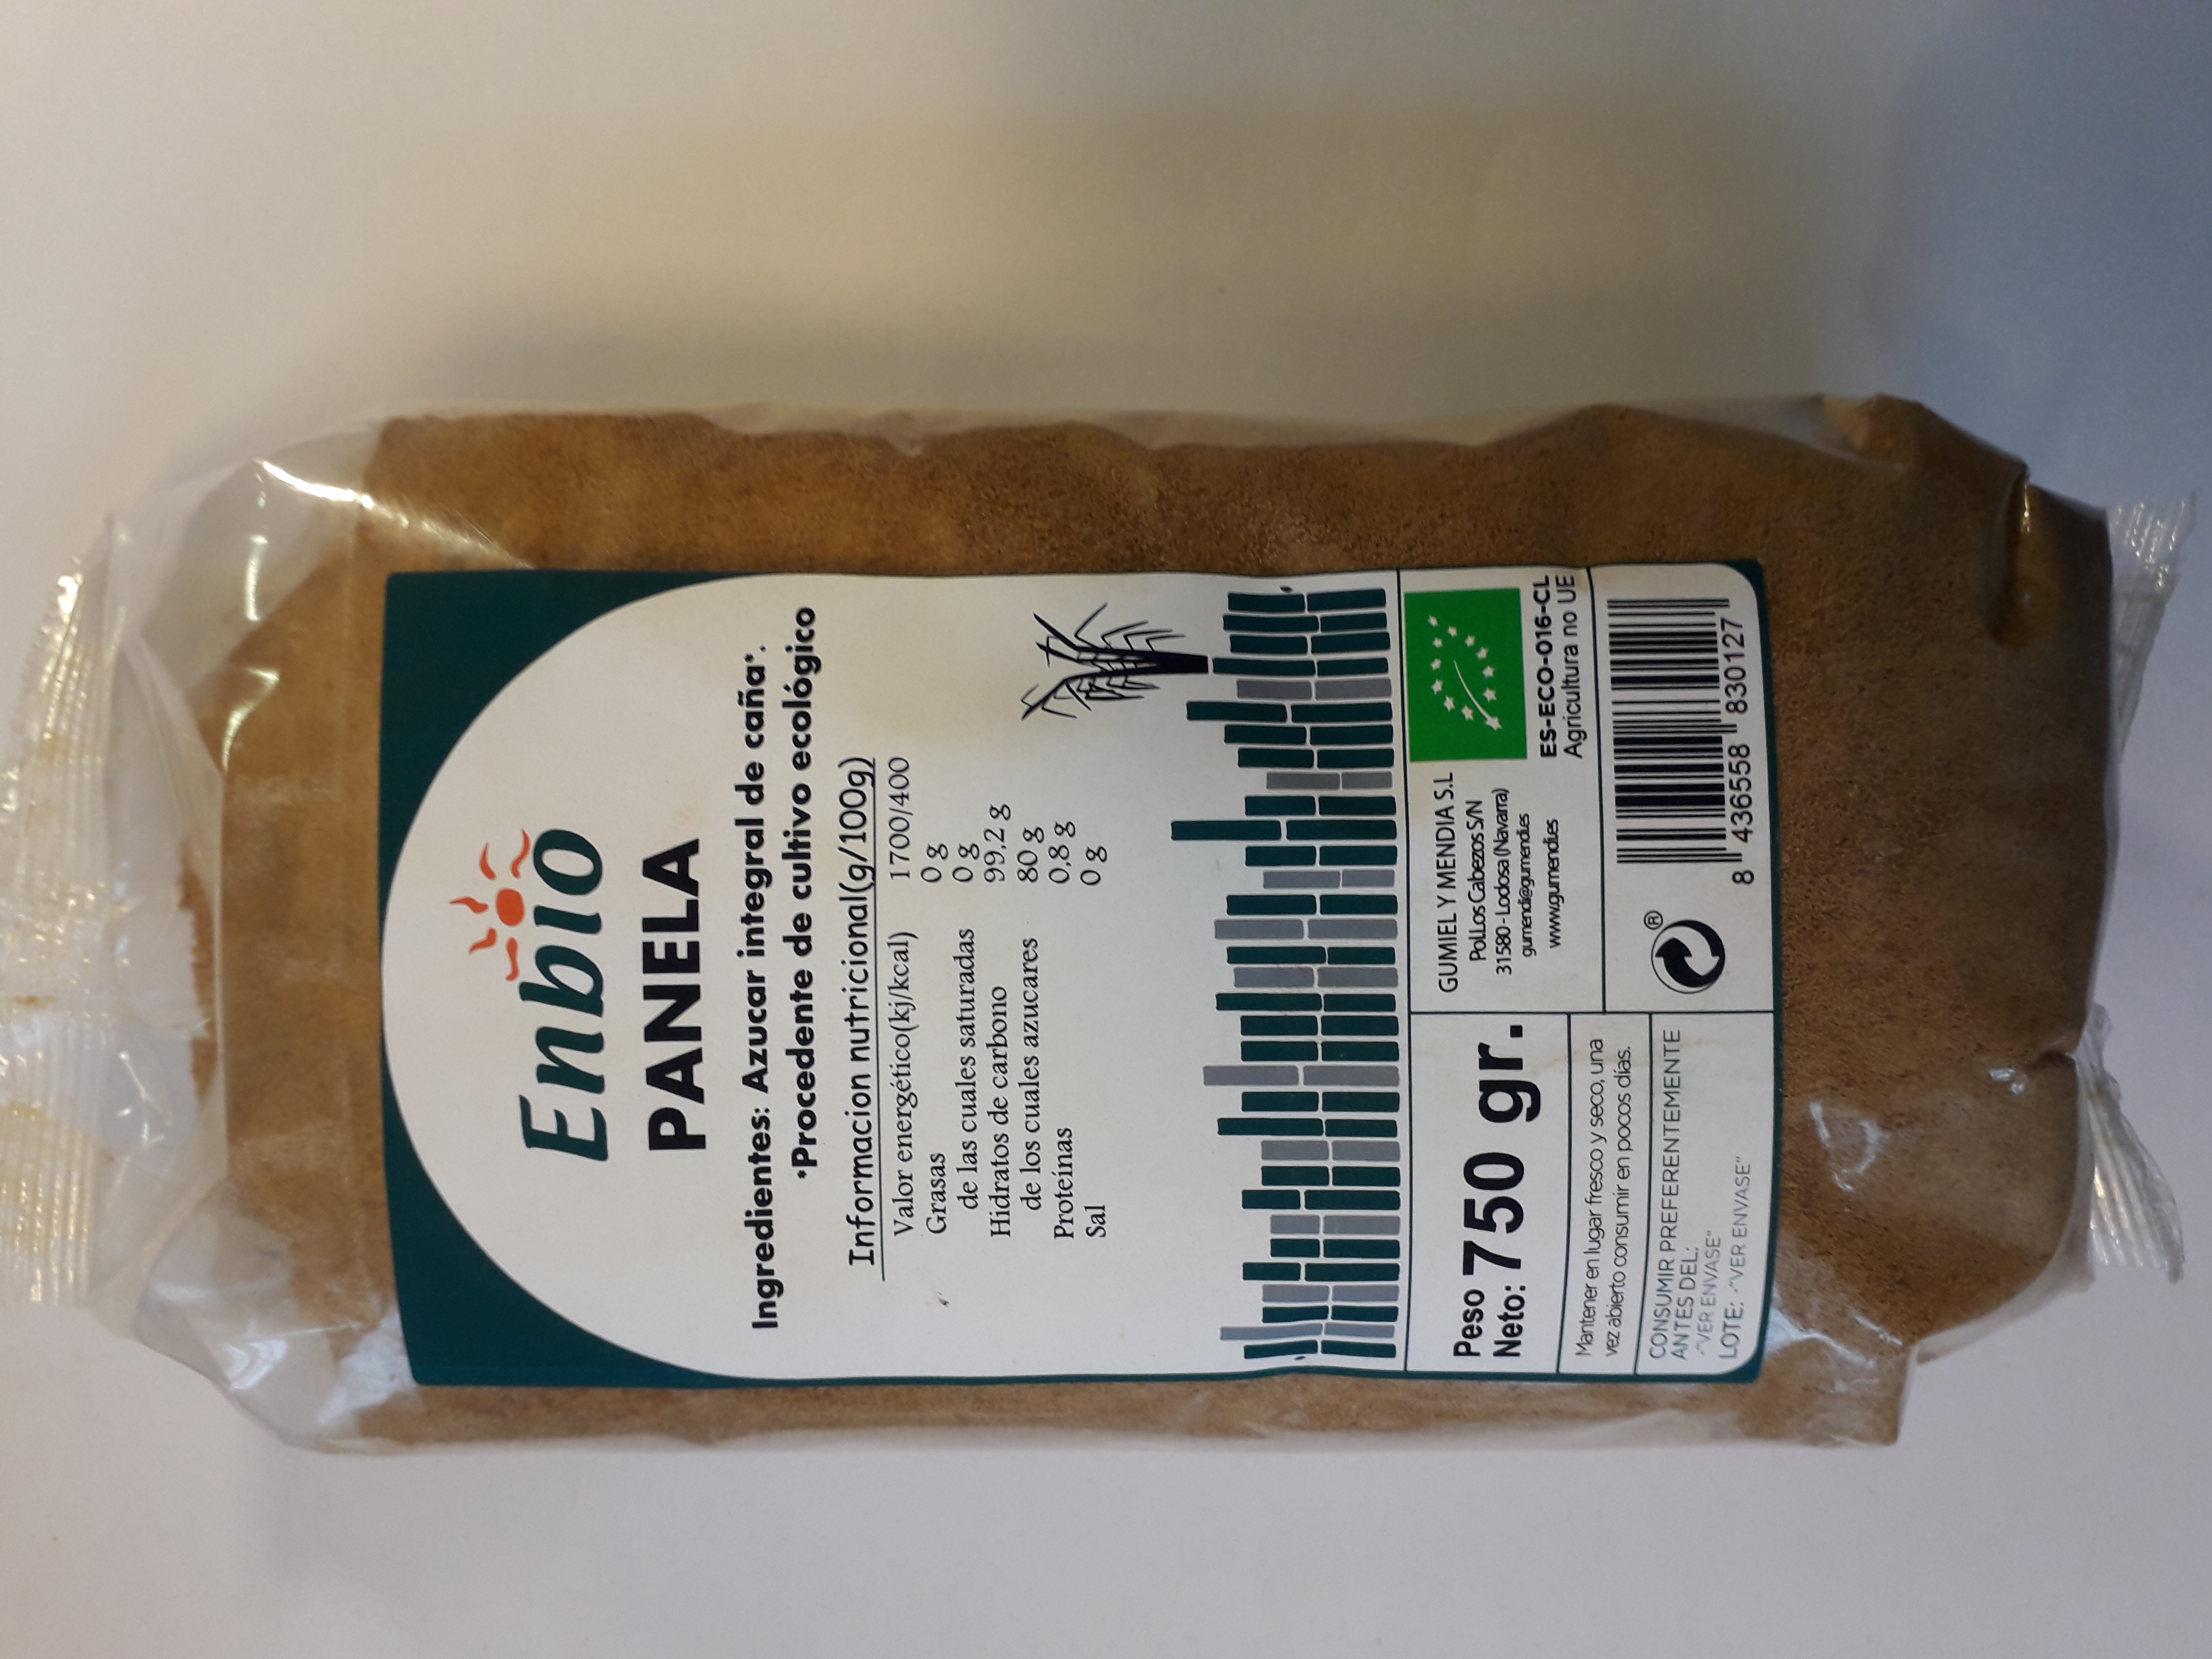 Enbio
PANELA
Ingredientes: Azucar integral de caña*.
*Procedente de cultivo ecológico
Informacion nutricional(g/100g)
Valor energético(kj/kcal) 1700/400
Grasas 0 g
de las cuales saturadas 0 g
Hidratos de carbono 99,2 g
de los cuales azucares 80 g
Proteínas 0,8 g
Sal 0 g
Peso
Neto: 750 gr.
Mantener en lugar fresco y seco, una
vez abierto consumir en pocos días.
CONSUMIR PREFERENTEMENTE
ANTES DEL:
-"VER ENVASE"
LOTE: -"VER ENVASE"
GUMIEL Y MENDIA S.L
Pol.Los Cabezos S/N
31580 - Lodosa (Navarra)
gumendi@gumendi.es
www.gumendi.es
ES-ECO-016-CL
Agricultura no UE
®
8 436558 830127